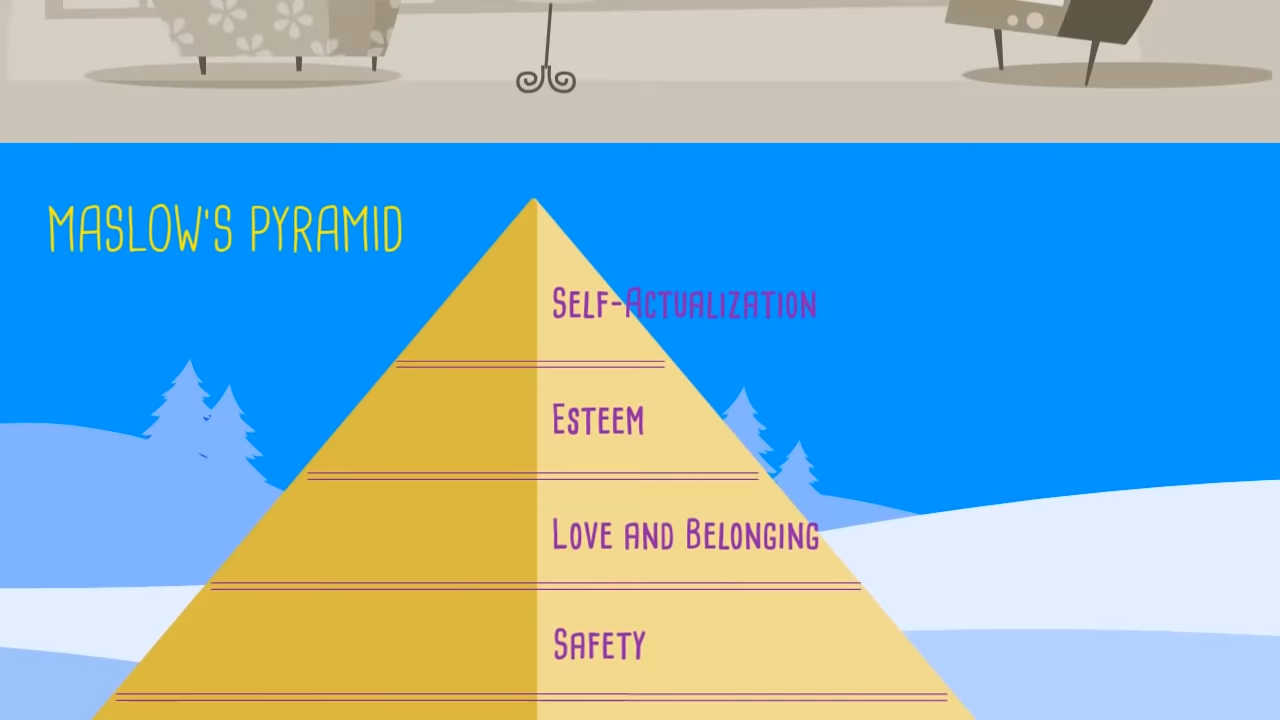 MASLOW'S PYRAMID
SELF-ACTUALIZATION
ESTEEM
LOVE AND BELONGING
SAFETY